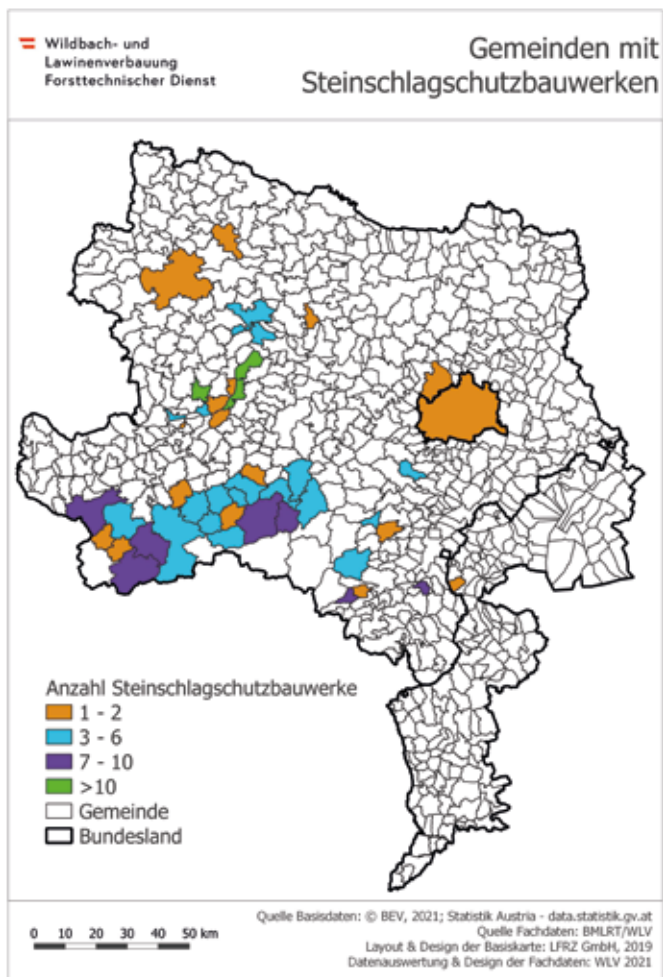 Wildbach- und
Lawinenverbauung
Forsttechnischer Dienst
Gemeinden mit
Steinschlagschutzbauwerken
Anzahl Steinschlagschutzbauwerke
1 - 2
3 - 6
7 - 10
>10
Gemeinde
Bundesland
0 10 20 30 40 50 km
Quelle Basisdaten: © BEV, 2021; Statistik Austria - data.statistik.gv.at
Quelle Fachdaten: BMLRT/WLV
Layout & Design der Basiskarte: LFRZ GmbH, 2019
Datenauswertung & Design der Fachdaten: WLV 2021